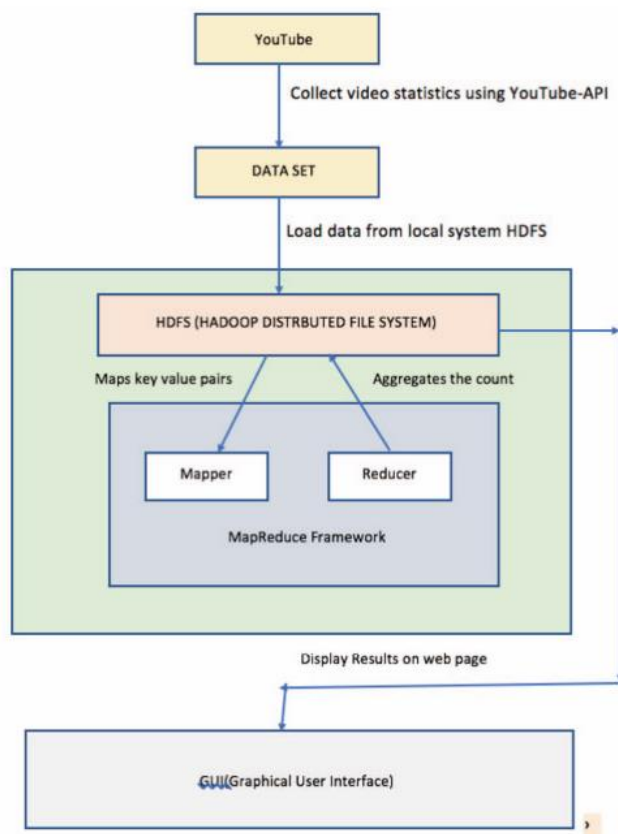 YouTube
Collect video statistics using YouTube-API
DATA SET
Load data from local system HDFS
HDFS (HADOOP DISTRBUTED FILE SYSTEM)
Maps key value pairs
Aggregates the count
Mapper
Reducer
MapReduce Framework
Display Results on web page
GUI(Graphical User Interface)